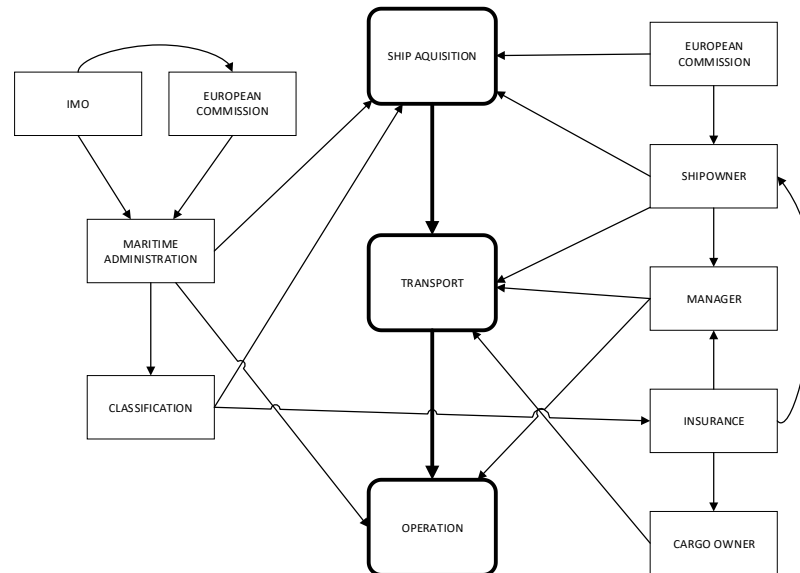 SHIP AQUISITION
EUROPEAN
COMMISSION
IMO
EUROPEAN
COMMISSION
SHIPOWNER
MARITIME
ADMINISTRATION
TRANSPORT
MANAGER
CLASSIFICATION
INSURANCE
OPERATION
CARGO OWNER